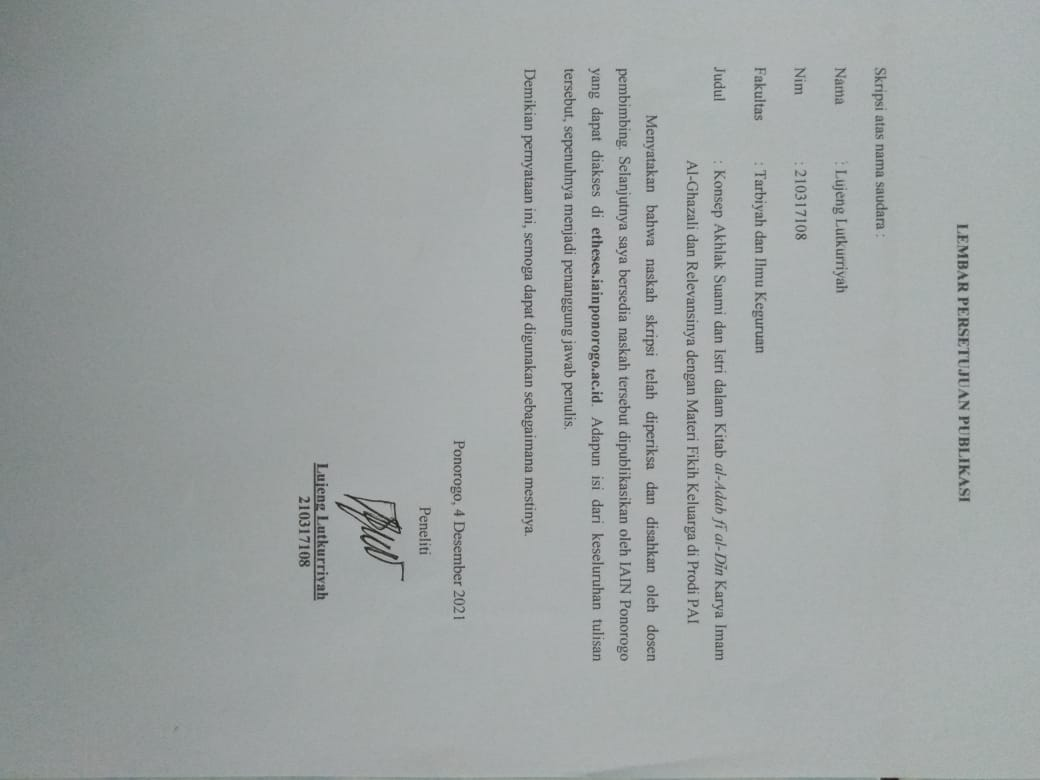 LEMBAR PERSETUJUAN PUBLIKASI
Skripsi atas nama saudara :
Nama : Lujeng Lutkurriyah
Nim : 210317108
Fakultas : Tarbiyah dan Ilmu Keguruan
Judul : Konsep Akhlak Suami dan Istri dalam Kitab al-Adab fī al-Dīn Karya Imam
Al-Ghazali dan Relevansinya dengan Materi Fikih Keluarga di Prodi PAI
Menyatakan bahwa naskah skripsi telah diperiksa dan disahkan oleh dosen
pembimbing. Selanjutnya saya bersedia naskah tersebut dipublikasikan oleh IAIN Ponorogo
yang dapat diakses di etheses.iainponorogo.ac.id. Adapun isi dari keseluruhan tulisan
tersebut, sepenuhnya menjadi penanggung jawab penulis.
Demikian pernyataan ini, semoga dapat digunakan sebagaimana mestinya.
Ponorogo, 4 Desember 2021
Peneliti
Lujeng Lutkurriyah
210317108